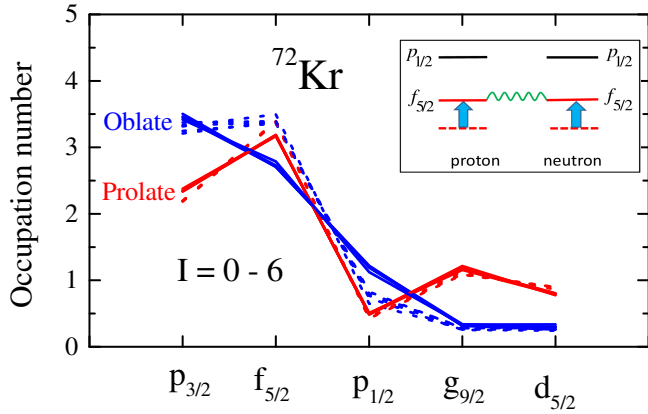 Occupation number
5
4
3
2
1
0
⁷²Kr
Oblate
Prolate
I = 0 - 6
p₁/₂ p₁/₂
f₅/₂ f₅/₂
proton neutron
p₃/₂ f₅/₂ p₁/₂ g₉/₂ d₅/₂